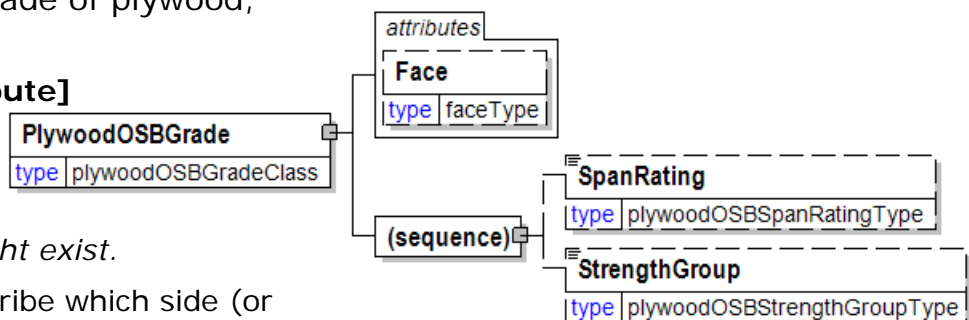 ade of plywood,
bute]
ht exist.
ribe which side (or
PlywoodOSBGrade
type plywoodOSBGradeClass
attributes
Face
type faceType
(sequence)
SpanRating
type plywoodOSBSpanRatingType
StrengthGroup
type plywoodOSBStrengthGroupType